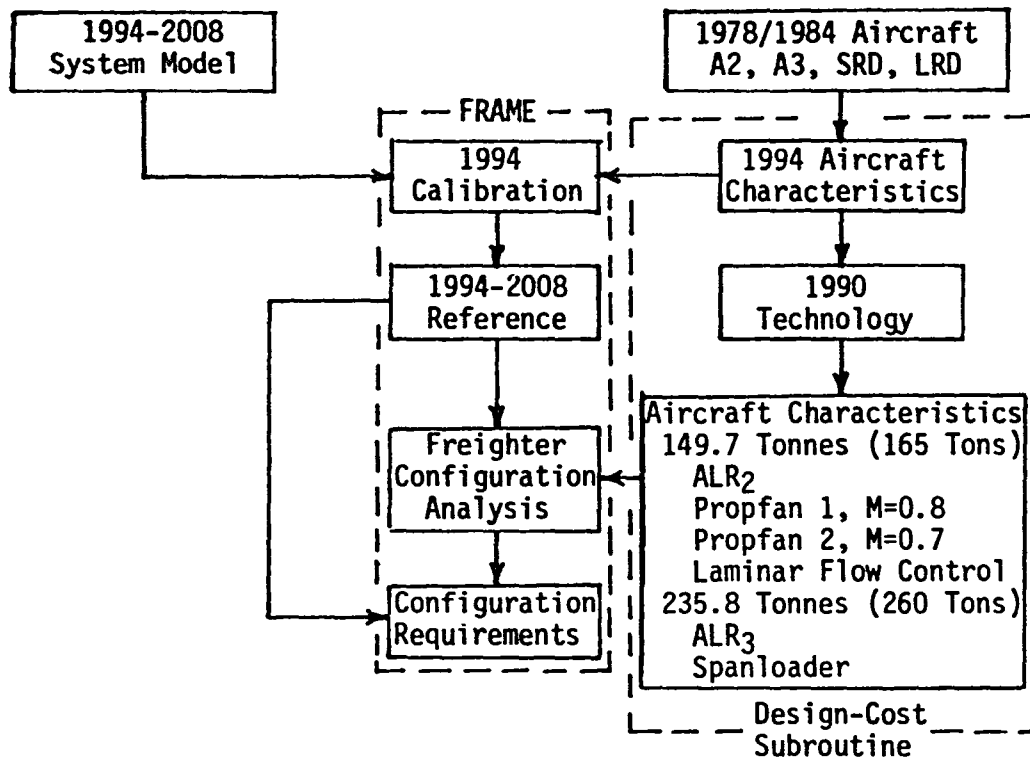 1994-2008
System Model
1978/1984 Aircraft
A2, A3, SRD, LRD
FRAME
1994
Calibration
1994 Aircraft
Characteristics
1994-2008
Reference
1990
Technology
Freighter
Configuration
Analysis
Aircraft Characteristics
149.7 Tonnes (165 Tons)
ALR2
Propfan 1, M=0.8
Propfan 2, M=0.7
Laminar Flow Control
235.8 Tonnes (260 Tons)
ALR3
Spanloader
Configuration
Requirements
Design-Cost
Subroutine